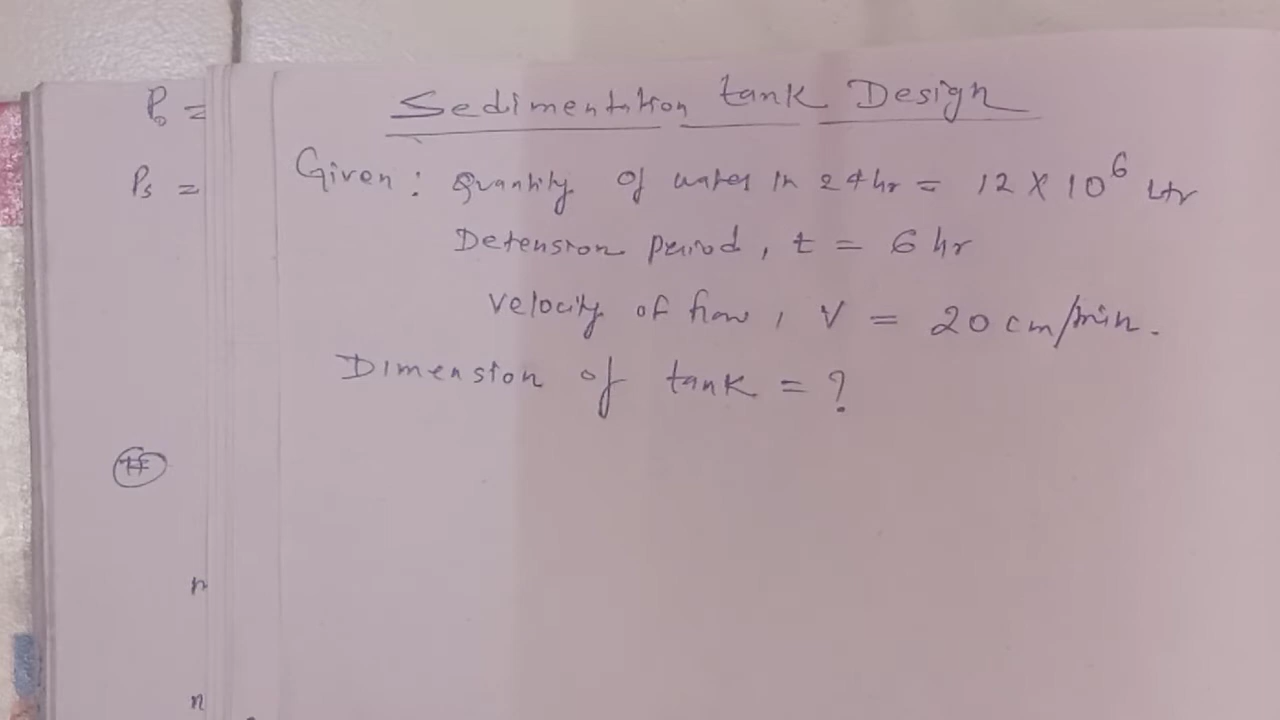 Sedimentation tank Design
Given: Quantity of water in 24hr = 12 X 10⁶ Ltr
Detension period, t = 6 hr
velocity of flow, V = 20 cm/min.
Dimension of tank = ?
P₀ =
Pₛ =
#
n
n